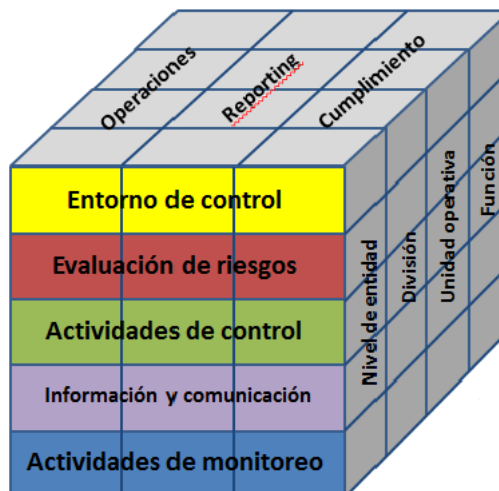 Operaciones
Reporting
Cumplimiento
Entorno de control
Evaluación de riesgos
Actividades de control
Información y comunicación
Actividades de monitoreo
Nivel de entidad
División
Unidad operativa
Función